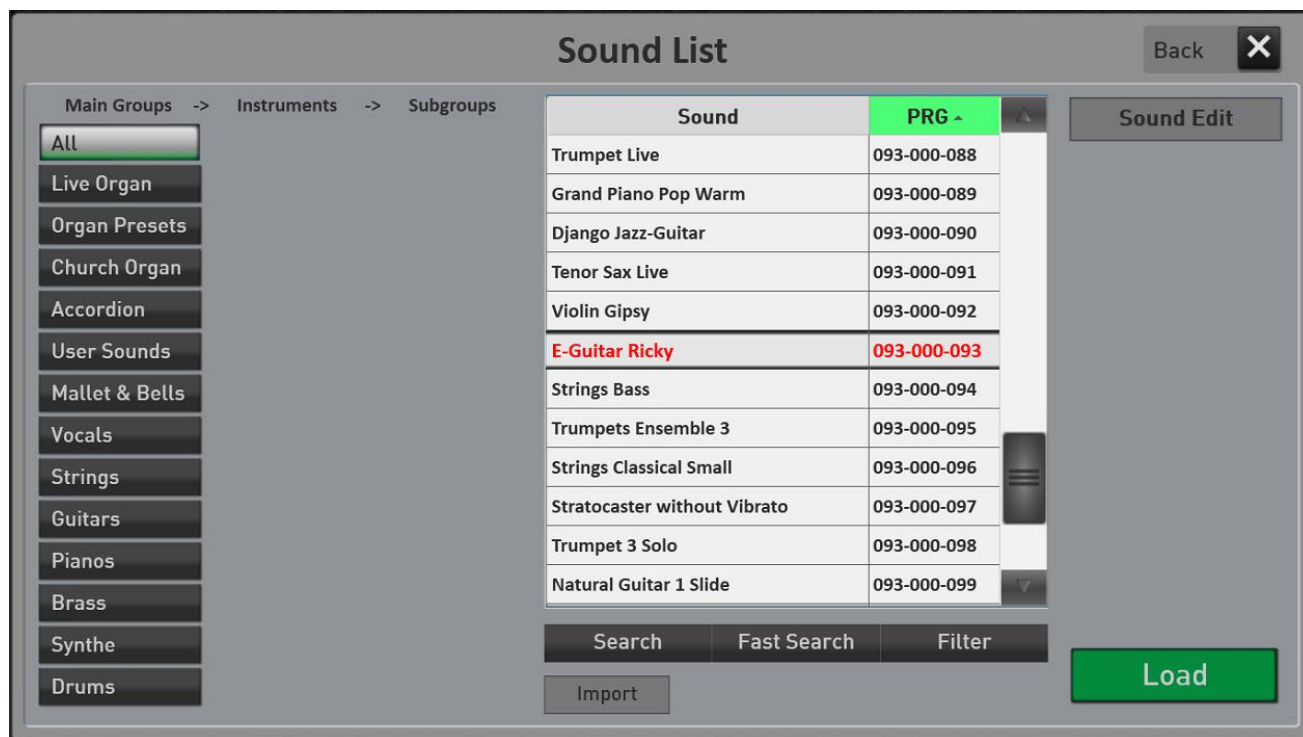 Sound List
Back
Main Groups -> Instruments -> Subgroups
All
Live Organ
Organ Presets
Church Organ
Accordion
User Sounds
Mallet & Bells
Vocals
Strings
Guitars
Pianos
Brass
Synthe
Drums
Sound PRG
Trumpet Live 093-000-088
Grand Piano Pop Warm 093-000-089
Django Jazz-Guitar 093-000-090
Tenor Sax Live 093-000-091
Violin Gipsy 093-000-092
E-Guitar Ricky 093-000-093
Strings Bass 093-000-094
Trumpets Ensemble 3 093-000-095
Strings Classical Small 093-000-096
Stratocaster without Vibrato 093-000-097
Trumpet 3 Solo 093-000-098
Natural Guitar 1 Slide 093-000-099
Search Fast Search Filter
Import
Sound Edit
Load